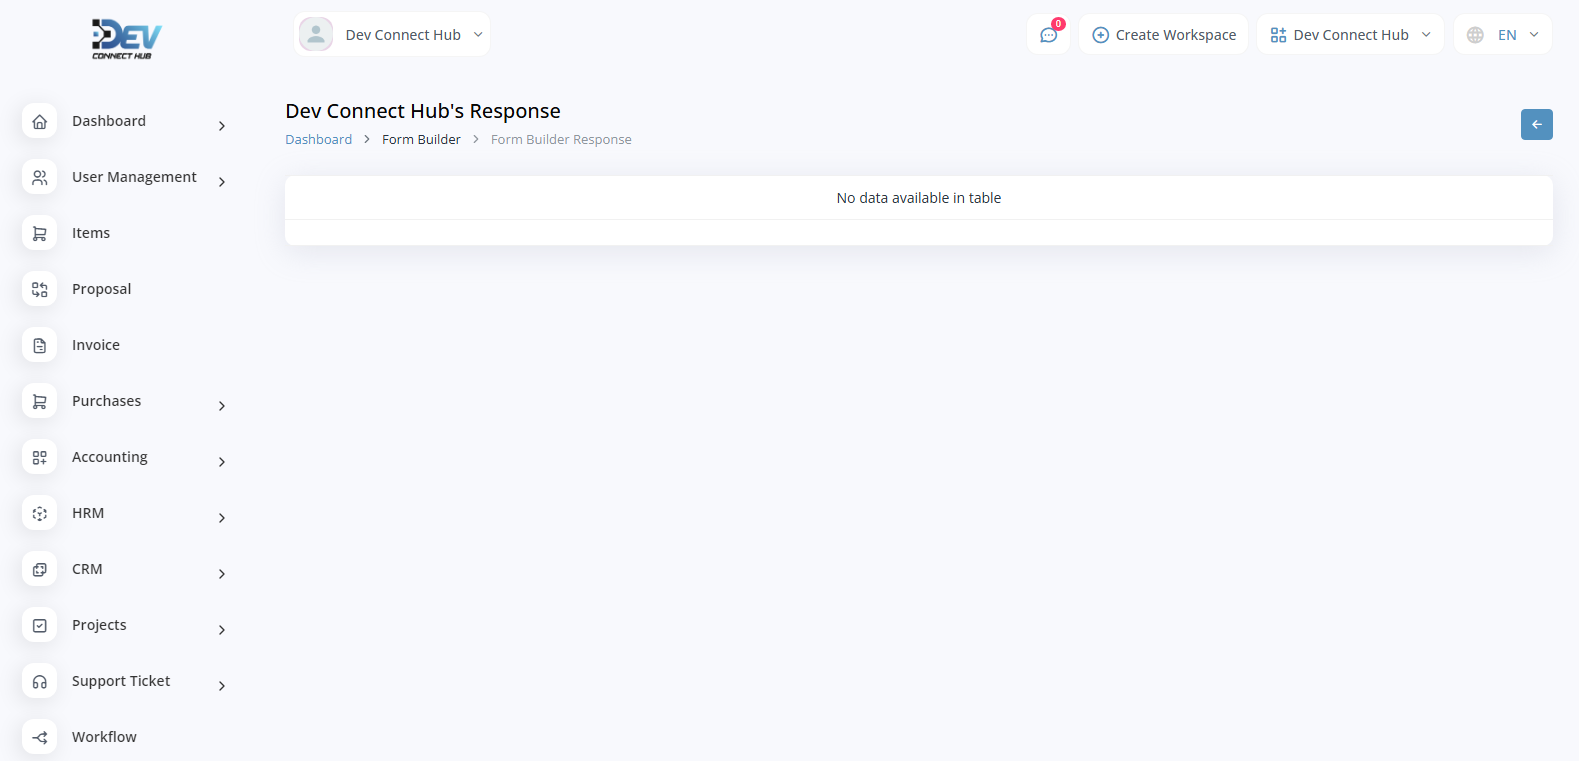 DEV
CONNECT HUB
Dev Connect Hub
0
Create Workspace
Dev Connect Hub
EN
Dashboard
User Management
Items
Proposal
Invoice
Purchases
Accounting
HRM
CRM
Projects
Support Ticket
Workflow
Dev Connect Hub's Response
Dashboard > Form Builder > Form Builder Response
No data available in table